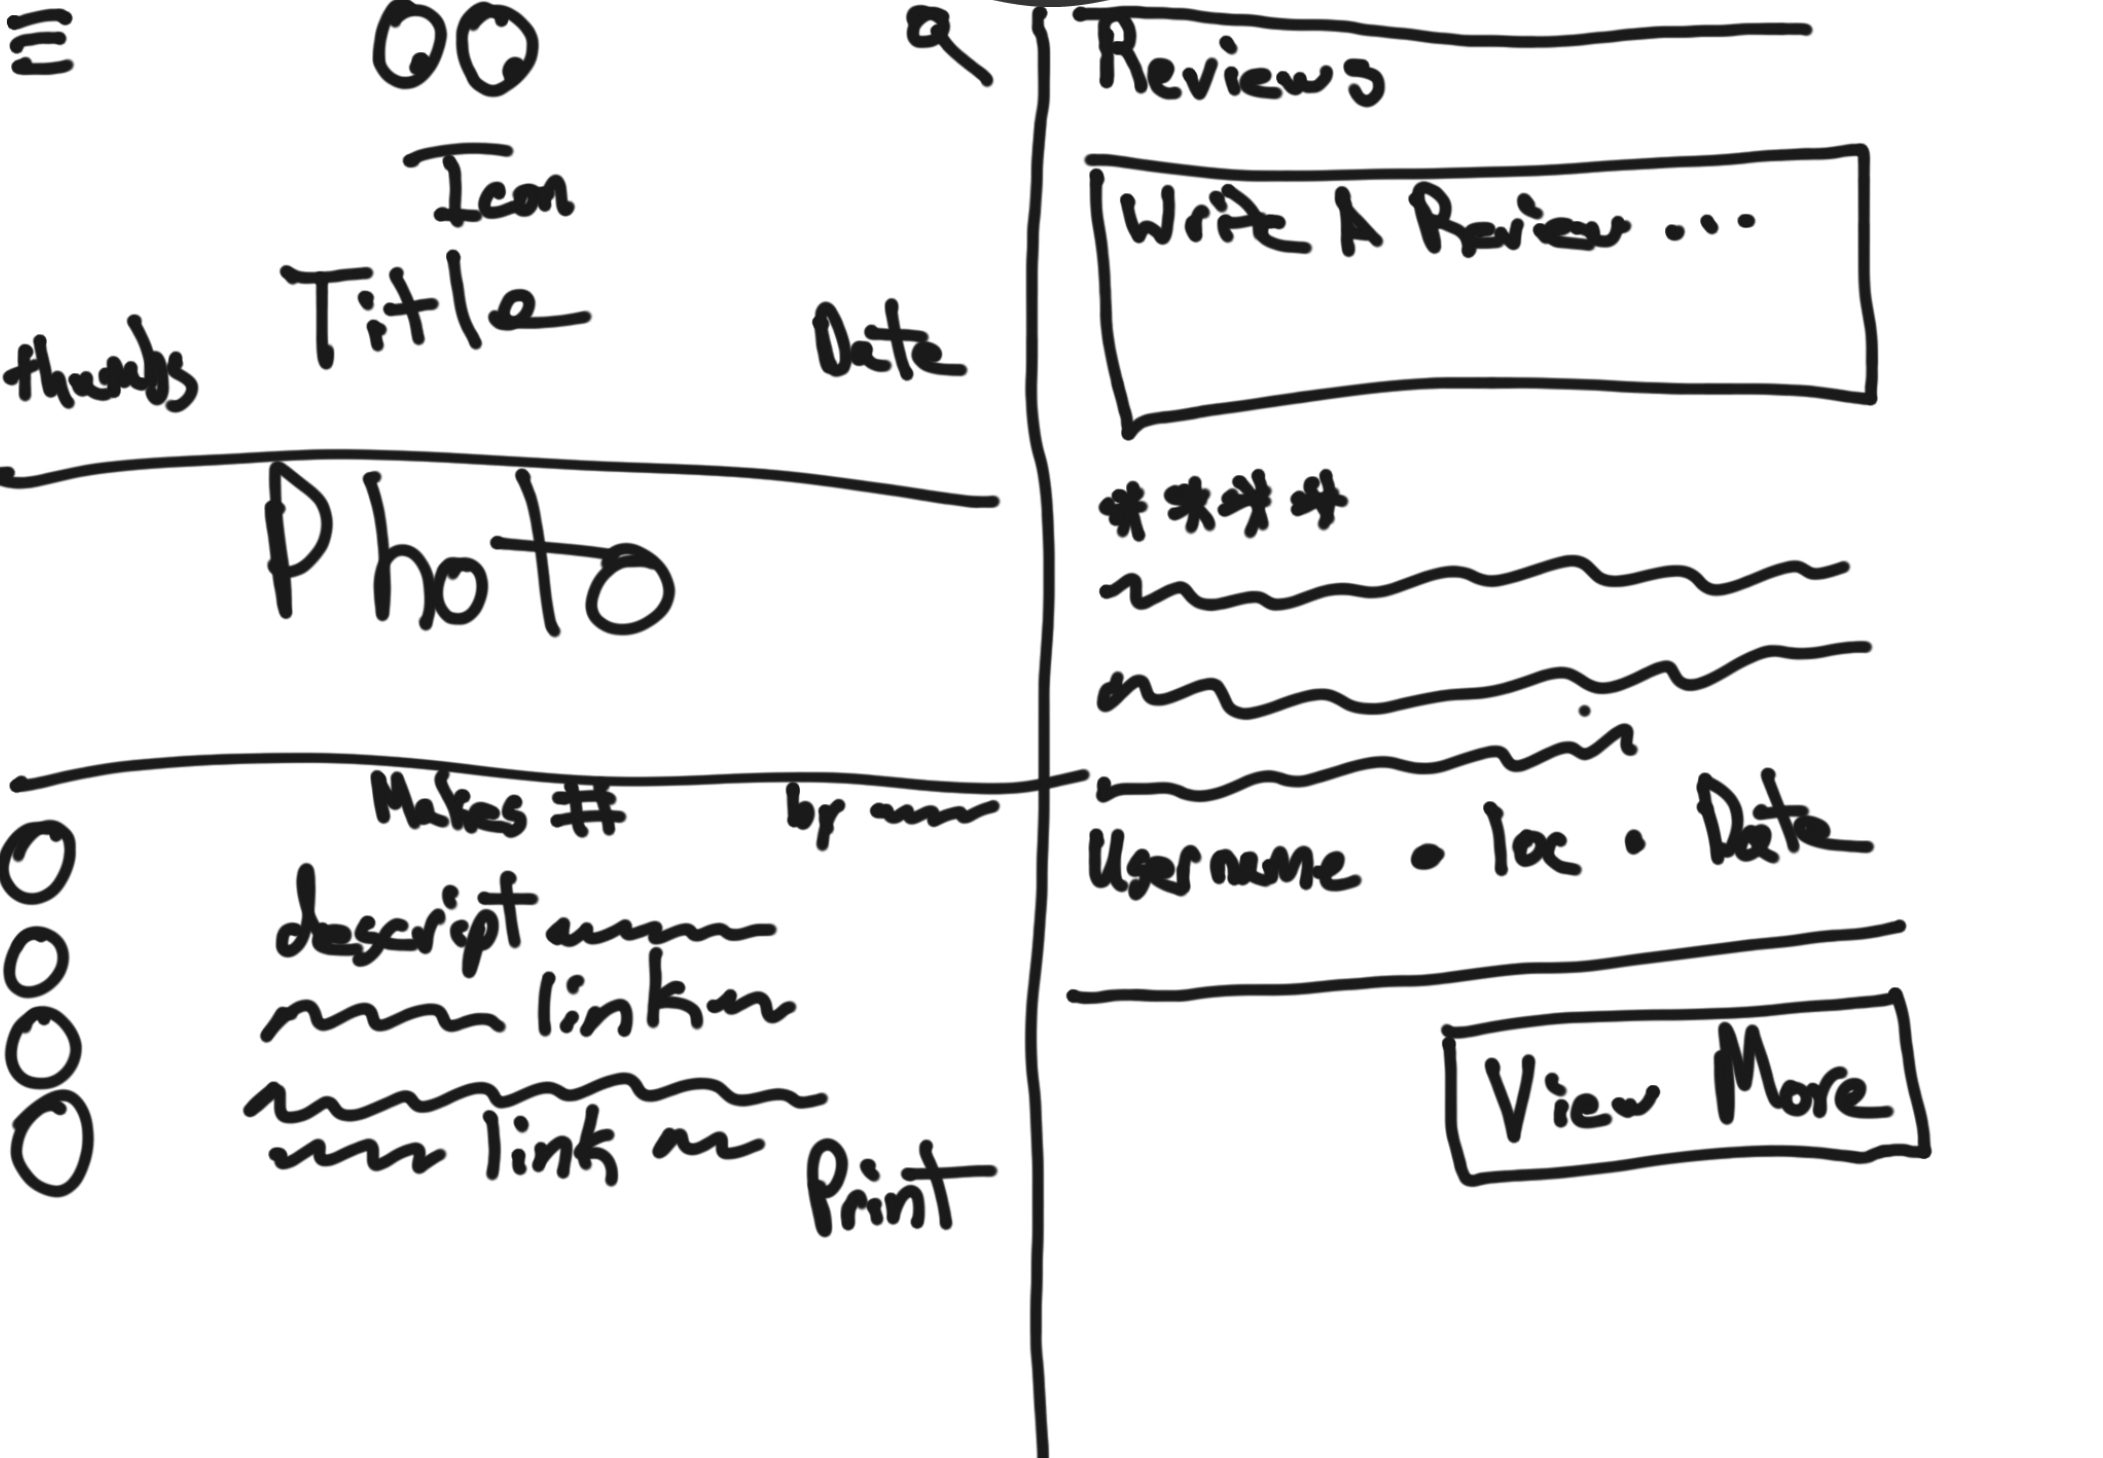 Icon
Title
thumbs
Date
Photo
Makes # by
descript
link
link
Print
Reviews
Write A Review...
****
Username • loc • Date
View More